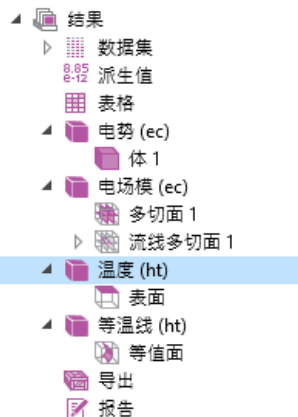 结果
数据集
8.85
e-12 派生值
表格
电势 (ec)
体 1
电场模 (ec)
多切面 1
流线多切面 1
温度 (ht)
表面
等温线 (ht)
等值面
导出
报告